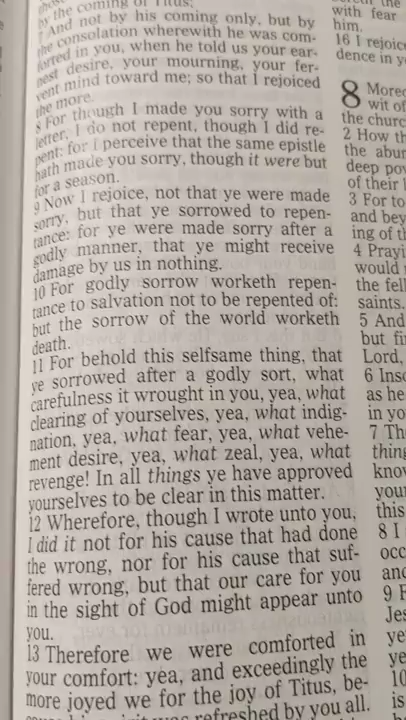 by the coming of Titus;
7 And not by his coming only, but by
the consolation wherewith he was com-
forted in you, when he told us your ear-
nest desire, your mourning, your fer-
vent mind toward me; so that I rejoiced
the more.
8 For though I made you sorry with a
letter, I do not repent, though I did re-
pent: for I perceive that the same epistle
hath made you sorry, though it were but
for a season.
9 Now I rejoice, not that ye were made
sorry, but that ye sorrowed to repen-
tance: for ye were made sorry after a
godly manner, that ye might receive
damage by us in nothing.
10 For godly sorrow worketh repen-
tance to salvation not to be repented of:
but the sorrow of the world worketh
death.
11 For behold this selfsame thing, that
ye sorrowed after a godly sort, what
carefulness it wrought in you, yea, what
clearing of yourselves, yea, what indig-
nation, yea, what fear, yea, what vehe-
ment desire, yea, what zeal, yea, what
revenge! In all things ye have approved
yourselves to be clear in this matter.
12 Wherefore, though I wrote unto you,
I did it not for his cause that had done
the wrong, nor for his cause that suf-
fered wrong, but that our care for you
in the sight of God might appear unto
you.
13 Therefore we were comforted in
your comfort: yea, and exceedingly the
more joyed we for the joy of Titus, be-
refreshed by you all.
with fear
him.
16 I rejoic
dence in y
8 Moreo
wit of
the churc
2 How th
the abun
deep pov
of their
3 For to
and bey
ing of th
4 Prayi
would
the fell
saints.
5 And
but fi
Lord,
6 Inso
as he
in yo
7 Th
thing
know
your
this
8 I
occ
and
9 F
Jes
ye
ye
10
is